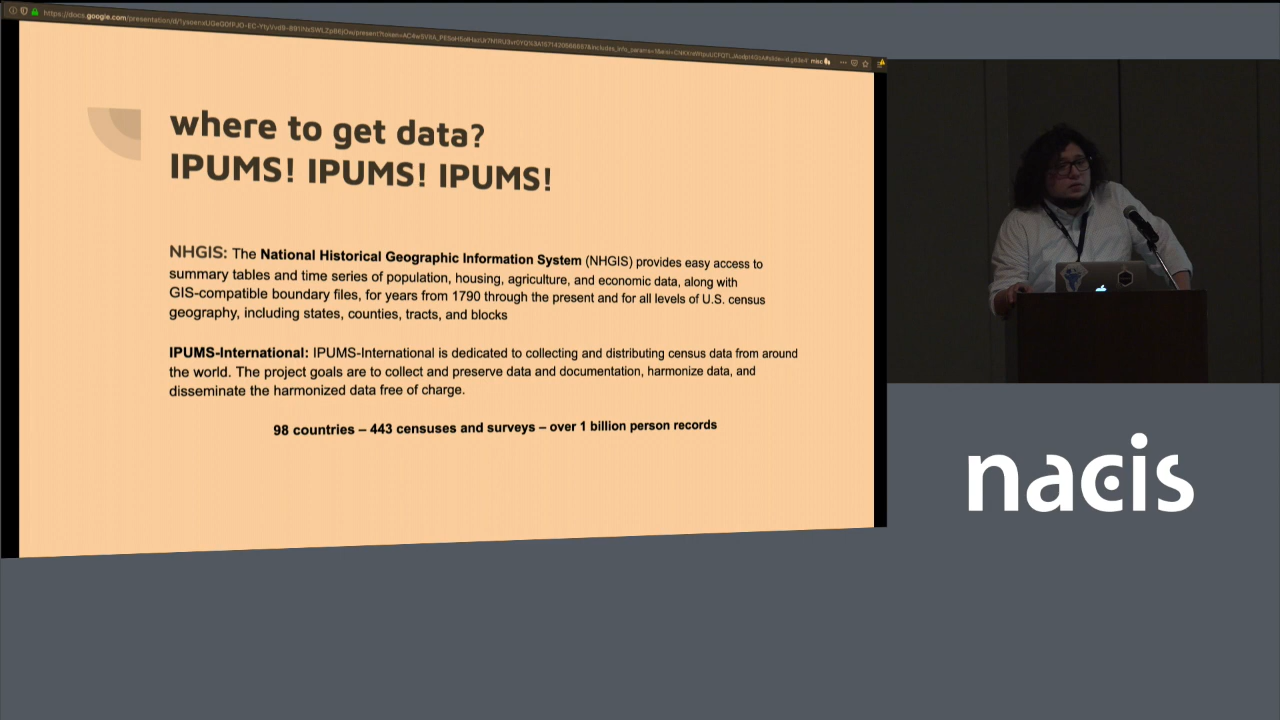 where to get data?
IPUMS! IPUMS! IPUMS!
NHGIS: The National Historical Geographic Information System (NHGIS) provides easy access to
summary tables and time series of population, housing, agriculture, and economic data, along with
GIS-compatible boundary files, for years from 1790 through the present and for all levels of U.S. census
geography, including states, counties, tracts, and blocks
IPUMS-International: IPUMS-International is dedicated to collecting and distributing census data from around
the world. The project goals are to collect and preserve data and documentation, harmonize data, and
disseminate the harmonized data free of charge.
98 countries – 443 censuses and surveys – over 1 billion person records
nacis